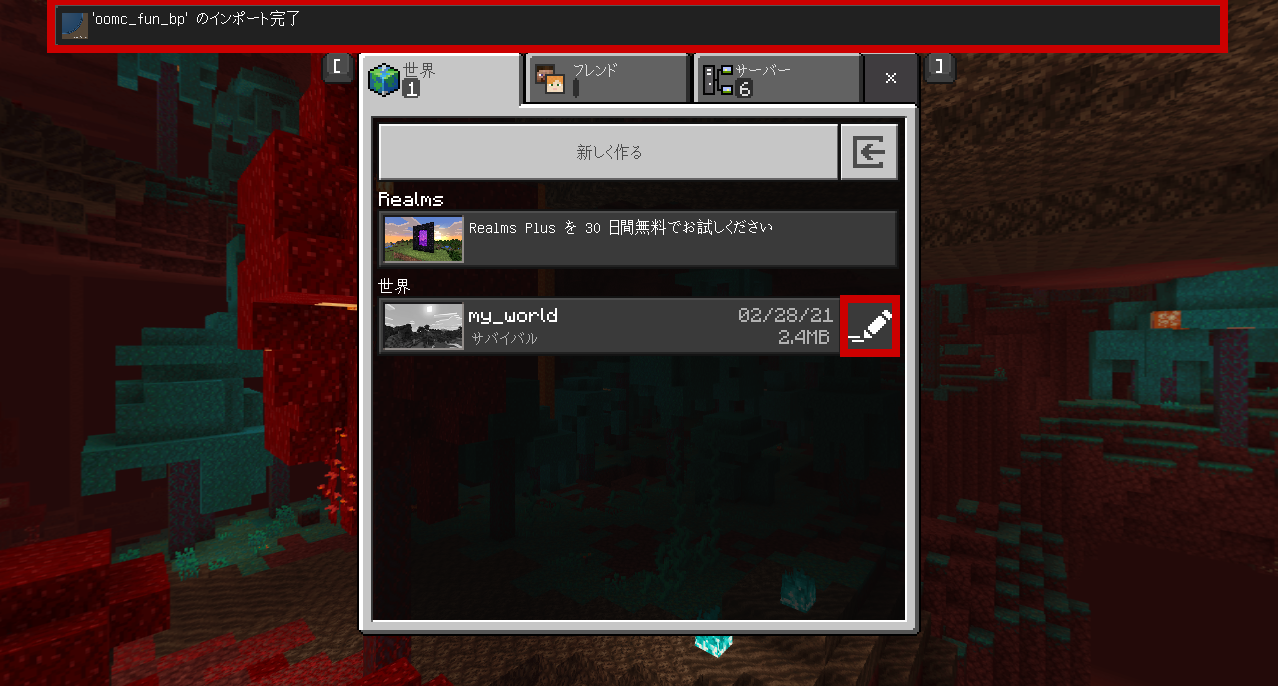 'oomc_fun_bp' のインポート完了
[
世界
1
フレンド
サーバー
6
×
]
新しく作る
Realms
Realms Plus を 30 日間無料でお試しください
世界
my_world
02/28/21
サバイバル
2.4MB